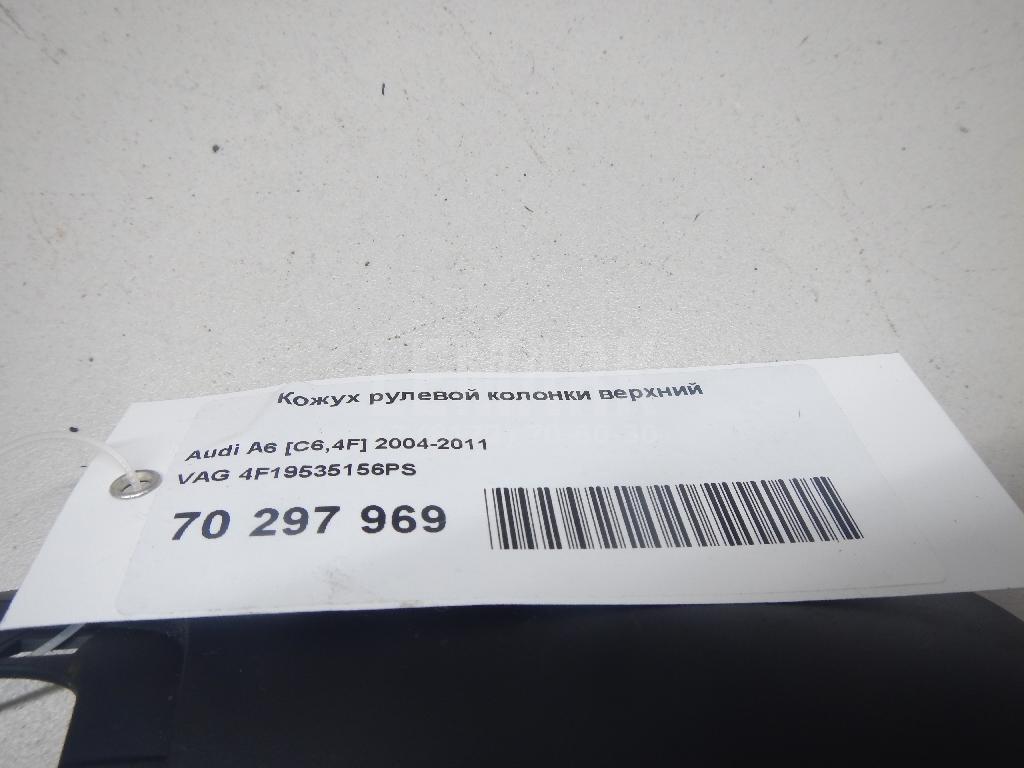 Кожух рулевой колонки верхний
Audi A6 [C6,4F] 2004-2011
VAG 4F19535156PS
70 297 969